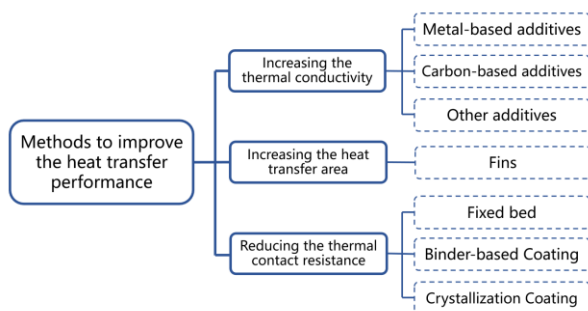 Methods to improve
the heat transfer
performance
Increasing the
thermal conductivity
Metal-based additives
Carbon-based additives
Other additives
Increasing the heat
transfer area
Fins
Reducing the thermal
contact resistance
Fixed bed
Binder-based Coating
Crystallization Coating